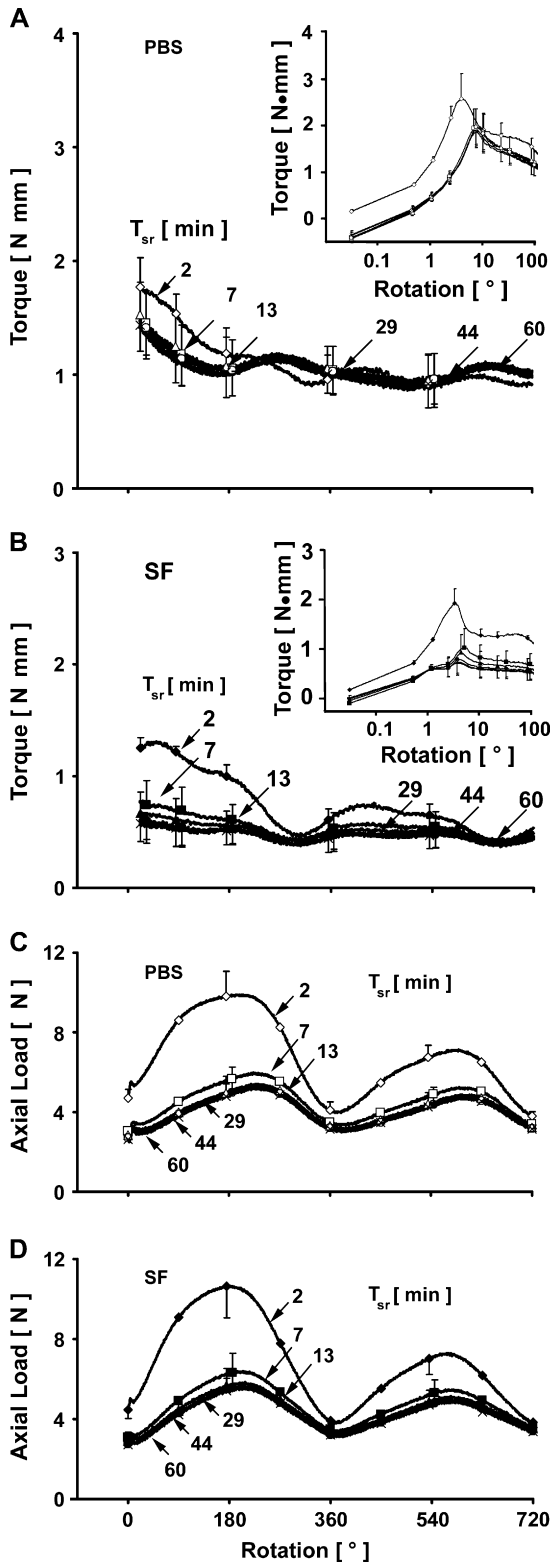 A
PBS
Torque [ N mm ]
4
3
2
1
0
Tsr [ min ]
2
7
13
29
44
60
Torque [ N•mm ]
4
3
2
1
0
0.1 1 10 100
Rotation [ ° ]
B
SF
Torque [ N mm ]
3
2
1
0
Tsr [ min ]
2
7
13
29
44
60
Torque [ N•mm ]
3
2
1
0
0.1 1 10 100
Rotation [ ° ]
C
PBS
Axial Load [ N ]
12
8
4
0
Tsr [ min ]
2
7
13
29
44
60
D
SF
Axial Load [ N ]
12
8
4
0
Tsr [ min ]
2
7
13
29
44
60
0 180 360 540 720
Rotation [ ° ]